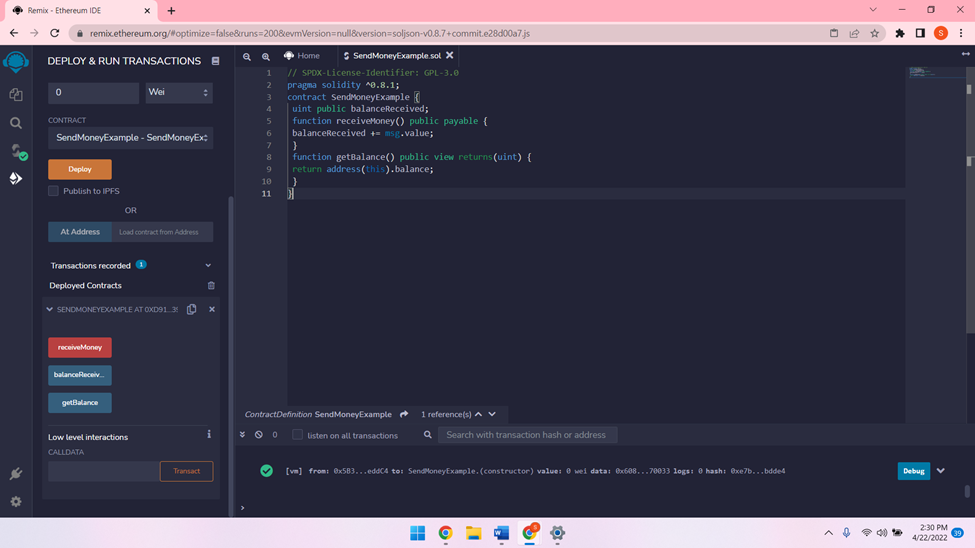 Remix - Ethereum IDE
remix.ethereum.org/#optimize=false&runs=200&evmVersion=null&version=soljson-v0.8.7+commit.e28d00a7.js
S
DEPLOY & RUN TRANSACTIONS
0
Wei
CONTRACT
SendMoneyExample - SendMoneyEx
Deploy
Publish to IPFS
OR
At Address
Load contract from Address
Transactions recorded 1
Deployed Contracts
SENDMONEYEXAMPLE AT 0XD91...39
receiveMoney
balanceReceiv...
getBalance
Low level interactions
CALLDATA
Transact
Home
SendMoneyExample.sol
1 // SPDX-License-Identifier: GPL-3.0
2 pragma solidity ^0.8.1;
3 contract SendMoneyExample {
4 uint public balanceReceived;
5 function receiveMoney() public payable {
6 balanceReceived += msg.value;
7 }
8 function getBalance() public view returns(uint) {
9 return address(this).balance;
10 }
11 }
ContractDefinition SendMoneyExample
1 reference(s)
0
listen on all transactions
Search with transaction hash or address
[vm] from: 0x5B3...eddC4 to: SendMoneyExample.(constructor) value: 0 wei data: 0x608...70033 logs: 0 hash: 0xe7b...bdde4
Debug
>
2:30 PM
4/22/2022
39